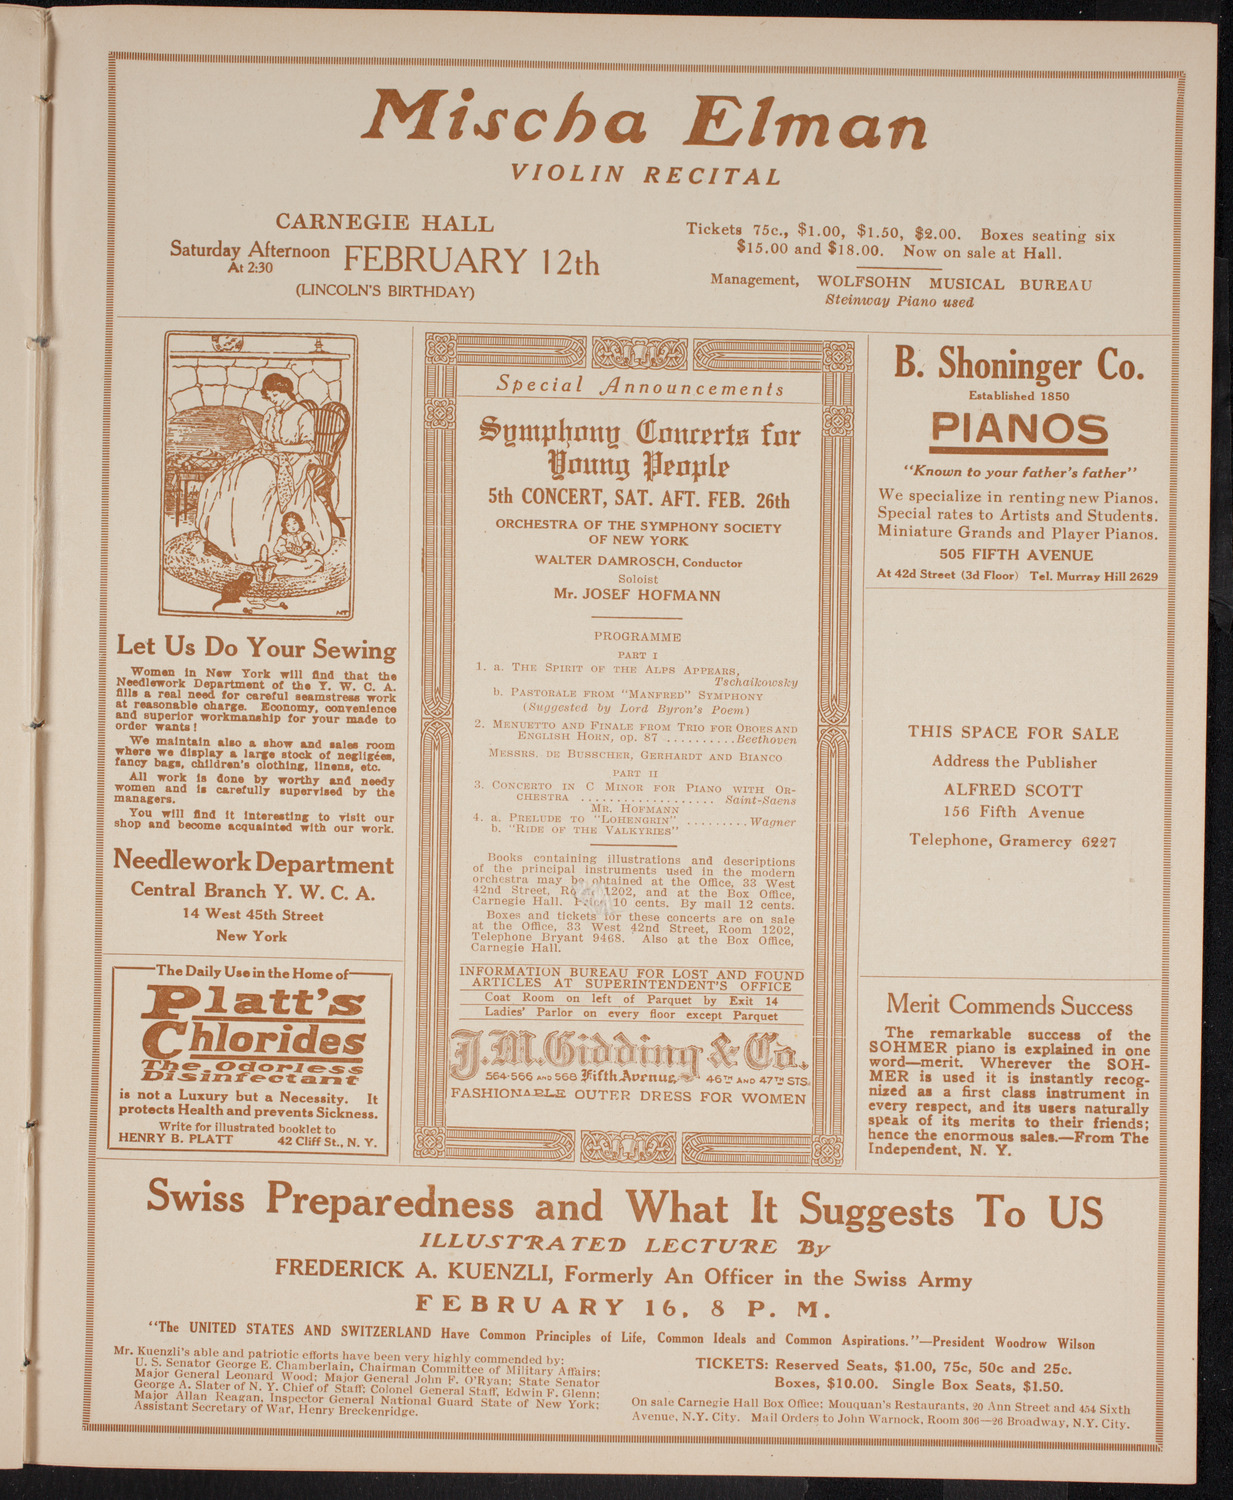 Mischa Elman
VIOLIN RECITAL
CARNEGIE HALL
Saturday Afternoon
At 2:30
FEBRUARY 12th
(LINCOLN'S BIRTHDAY)
Tickets 75c., $1.00, $1.50, $2.00. Boxes seating six
$15.00 and $18.00. Now on sale at Hall.
Management, WOLFSOHN MUSICAL BUREAU
Steinway Piano used
Let Us Do Your Sewing
Women in New York will find that the
Needlework Department of the Y. W. C. A.
fills a real need for careful seamstress work
at reasonable charge. Economy, convenience
and superior workmanship for your made to
order wants!
We maintain also a show and sales room
where we display a large stock of negligées,
fancy bags, children's clothing, linens, etc.
All work is done by worthy and needy
women and is carefully supervised by the
managers.
You will find it interesting to visit our
shop and become acquainted with our work.
Needlework Department
Central Branch Y. W. C. A.
14 West 45th Street
New York
The Daily Use in the Home of
Platt's
Chlorides
The Odorless
Disinfectant
is not a Luxury but a Necessity. It
protects Health and prevents Sickness.
Write for illustrated booklet to
HENRY B. PLATT 42 Cliff St., N. Y.
Special Announcements
Symphony Concerts for
Young People
5th CONCERT, SAT. AFT. FEB. 26th
ORCHESTRA OF THE SYMPHONY SOCIETY
OF NEW YORK
WALTER DAMROSCH, Conductor
Soloist
Mr. JOSEF HOFMANN
PROGRAMME
PART I
1. a. THE SPIRIT OF THE ALPS APPEARS,
Tschaikowsky
b. PASTORALE FROM "MANFRED" SYMPHONY
(Suggested by Lord Byron's Poem)
2. MENUETTO AND FINALE FROM TRIO FOR OBOES AND
ENGLISH HORN, op. 87 ..........Beethoven
MESSRS. DE BUSSCHER, GERHARDT AND BIANCO
PART II
3. CONCERTO IN C MINOR FOR PIANO WITH OR-
CHESTRA .................. Saint-Saens
MR. HOFMANN
4. a. PRELUDE TO "LOHENGRIN" .........Wagner
b. "RIDE OF THE VALKYRIES"
Books containing illustrations and descriptions
of the principal instruments used in the modern
orchestra may be obtained at the Office, 33 West
42nd Street, 1202, and at the Box Office,
Carnegie Hall. 10 cents. By mail 12 cents.
Boxes and tickets for these concerts are on sale
at the Office, 33 West 42nd Street, Room 1202,
Telephone Bryant 9468. Also at the Box Office,
Carnegie Hall.
INFORMATION BUREAU FOR LOST AND FOUND
ARTICLES AT SUPERINTENDENT'S OFFICE
Coat Room on left of Parquet by Exit 14
Ladies' Parlor on every floor except Parquet
J.M. Gidding & Co.
564-566 AND 568 Fifth Avenue 46TH AND 47TH STS.
FASHIONABLE OUTER DRESS FOR WOMEN
B. Shoninger Co.
Established 1850
PIANOS
"Known to your father's father"
We specialize in renting new Pianos.
Special rates to Artists and Students.
Miniature Grands and Player Pianos.
505 FIFTH AVENUE
At 42d Street (3d Floor) Tel. Murray Hill 2629
THIS SPACE FOR SALE
Address the Publisher
ALFRED SCOTT
156 Fifth Avenue
Telephone, Gramercy 6227
Merit Commends Success
The remarkable success of the
SOHMER piano is explained in one
word—merit. Wherever the SOH-
MER is used it is instantly recog-
nized as a first class instrument in
every respect, and its users naturally
speak of its merits to their friends;
hence the enormous sales.—From The
Independent, N. Y.
Swiss Preparedness and What It Suggests To US
ILLUSTRATED LECTURE By
FREDERICK A. KUENZLI, Formerly An Officer in the Swiss Army
FEBRUARY 16, 8 P. M.
"The UNITED STATES AND SWITZERLAND Have Common Principles of Life, Common Ideals and Common Aspirations."—President Woodrow Wilson
Mr. Kuenzli's able and patriotic efforts have been very highly commended by:
U. S. Senator George E. Chamberlain, Chairman Committee of Military Affairs;
Major General Leonard Wood; Major General John F. O'Ryan; State Senator
George A. Slater of N. Y. Chief of Staff; Colonel General Staff, Edwin F. Glenn;
Major Allan Reagan, Inspector General National Guard State of New York;
Assistant Secretary of War, Henry Breckenridge.
TICKETS: Reserved Seats, $1.00, 75c, 50c and 25c.
Boxes, $10.00. Single Box Seats, $1.50.
On sale Carnegie Hall Box Office; Mouquan's Restaurants, 20 Ann Street and 454 Sixth
Avenue, N.Y. City. Mail Orders to John Warnock, Room 306—26 Broadway, N.Y. City.